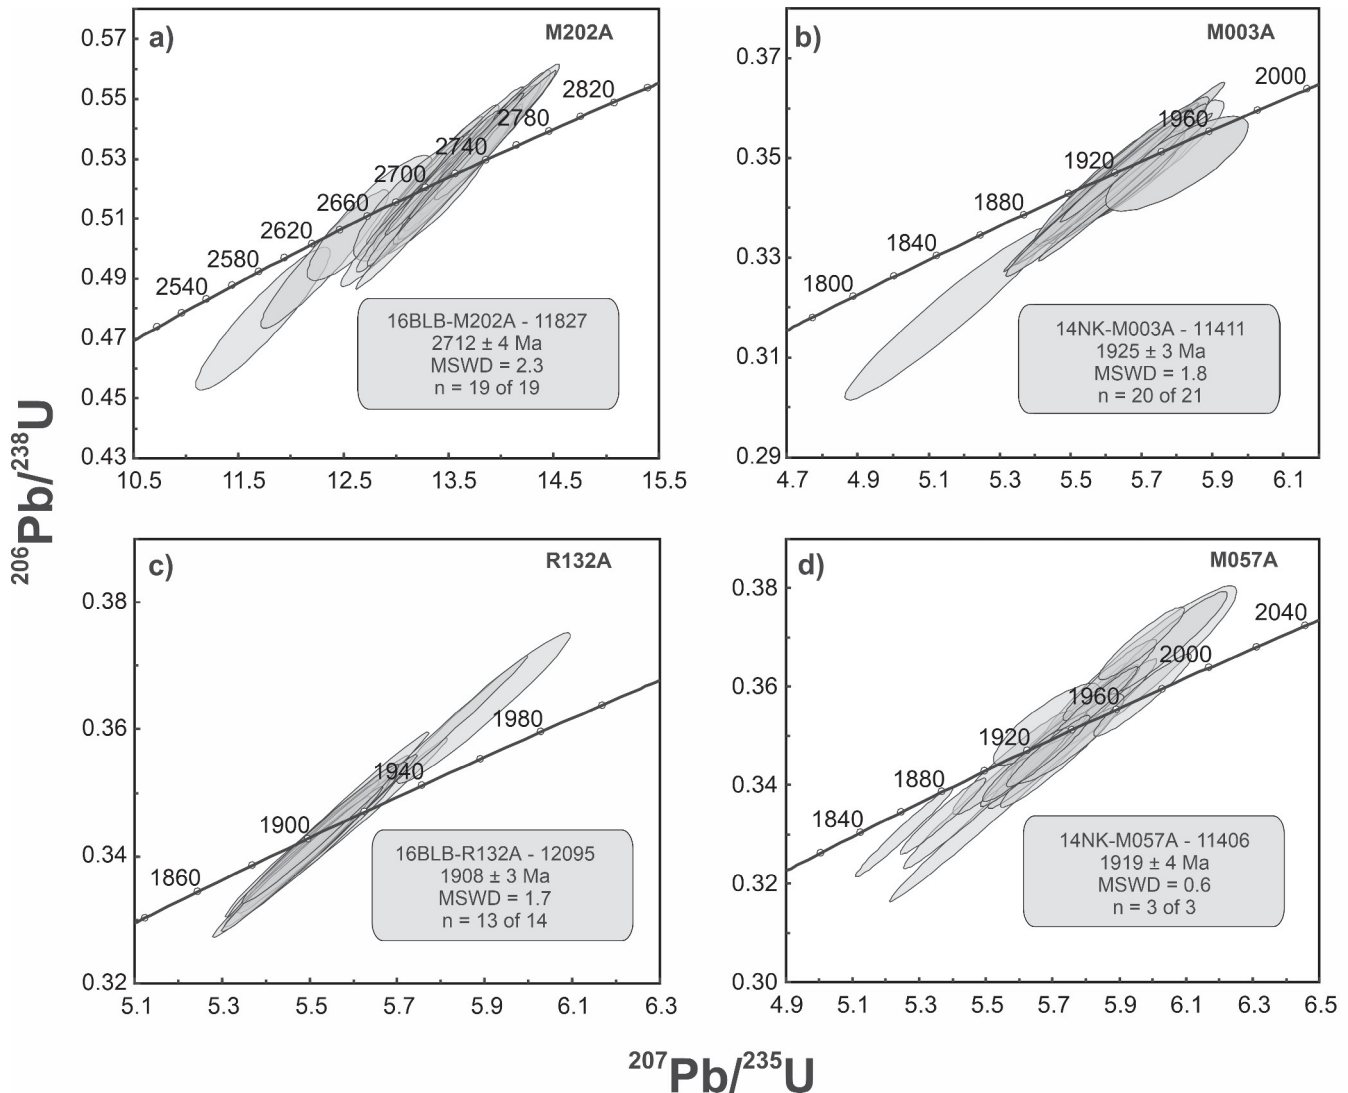 a)
M202A
0.57
0.55
0.53
0.51
0.49
0.47
0.45
0.43
2540
2580
2620
2660
2700
2740
2780
2820
16BLB-M202A - 11827
2712 ± 4 Ma
MSWD = 2.3
n = 19 of 19
10.5 11.5 12.5 13.5 14.5 15.5
b)
M003A
0.37
0.35
0.33
0.31
0.29
1800
1840
1880
1920
1960
2000
14NK-M003A - 11411
1925 ± 3 Ma
MSWD = 1.8
n = 20 of 21
4.7 4.9 5.1 5.3 5.5 5.7 5.9 6.1
c)
R132A
0.38
0.36
0.34
0.32
1860
1900
1940
1980
16BLB-R132A - 12095
1908 ± 3 Ma
MSWD = 1.7
n = 13 of 14
5.1 5.3 5.5 5.7 5.9 6.1 6.3
d)
M057A
0.38
0.36
0.34
0.32
0.30
1840
1880
1920
1960
2000
2040
14NK-M057A - 11406
1919 ± 4 Ma
MSWD = 0.6
n = 3 of 3
4.9 5.1 5.3 5.5 5.7 5.9 6.1 6.3 6.5
²⁰⁶Pb/²³⁸U
²⁰⁷Pb/²³⁵U